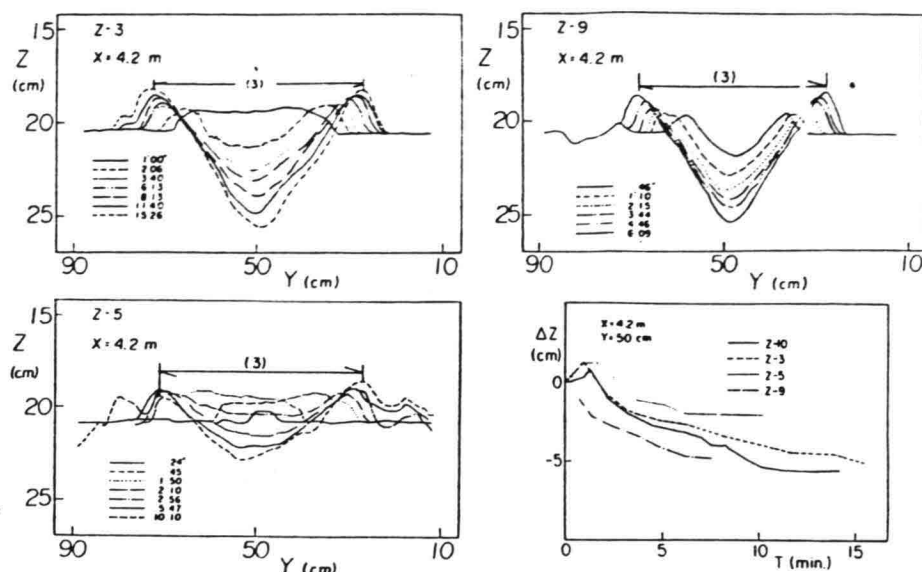 Z-3
X = 4.2 m
(3)
15
Z
(cm)
20
25
1'00"
2 06
3 40
6 13
8 13
11 40
15 26
90
50
10
Y (cm)
Z-9
X = 4.2 m
(3)
15
Z
(cm)
20
25
46"
1' 10
2 15
3 44
4 46
6 09
90
50
10
Y (cm)
Z-5
X = 4.2 m
(3)
15
Z
(cm)
20
25
24"
45
1 50
2 10
2 56
5 47
10 10
90
50
10
Y (cm)
ΔZ
(cm)
0
-5
X=4.2 m
Y=50 cm
Z-10
Z-3
Z-5
Z-9
0
5
10
15
T (min.)